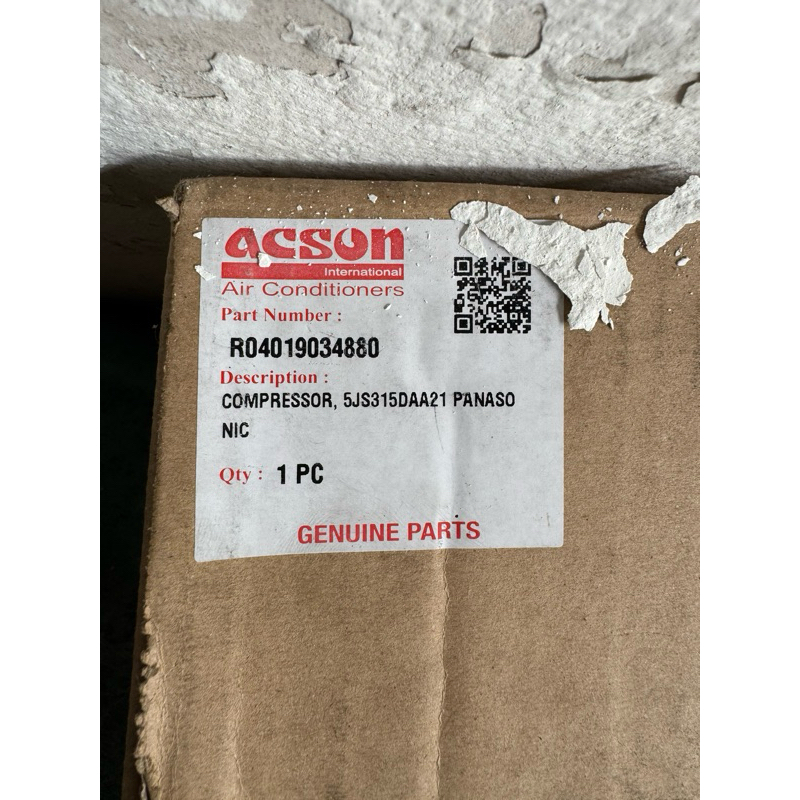 acson
International
Air Conditioners
Part Number :
R04019034880
Description :
COMPRESSOR, 5JS315DAA21 PANASO
NIC
Qty : 1 PC
GENUINE PARTS